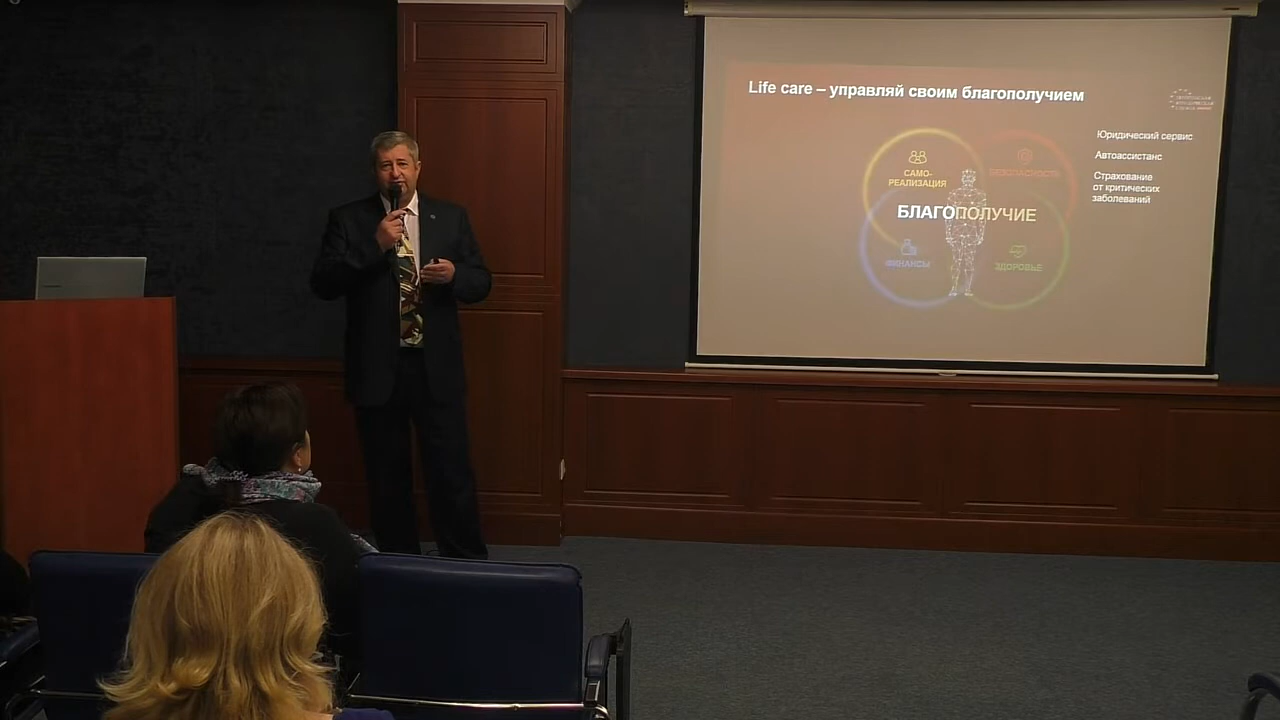 Life care – управляй своим благополучием
Юридический сервис
Автоассистанс
Страхование
от критических
заболеваний
САМО-
РЕАЛИЗАЦИЯ
БЕЗОПАСНОСТЬ
БЛАГОПОЛУЧИЕ
ФИНАНСЫ
ЗДОРОВЬЕ